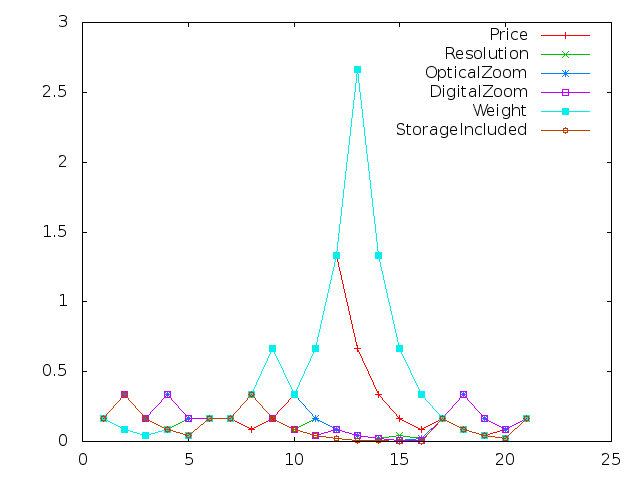 3
2.5
2
1.5
1
0.5
0
0 5 10 15 20 25
Price
Resolution
OpticalZoom
DigitalZoom
Weight
StorageIncluded